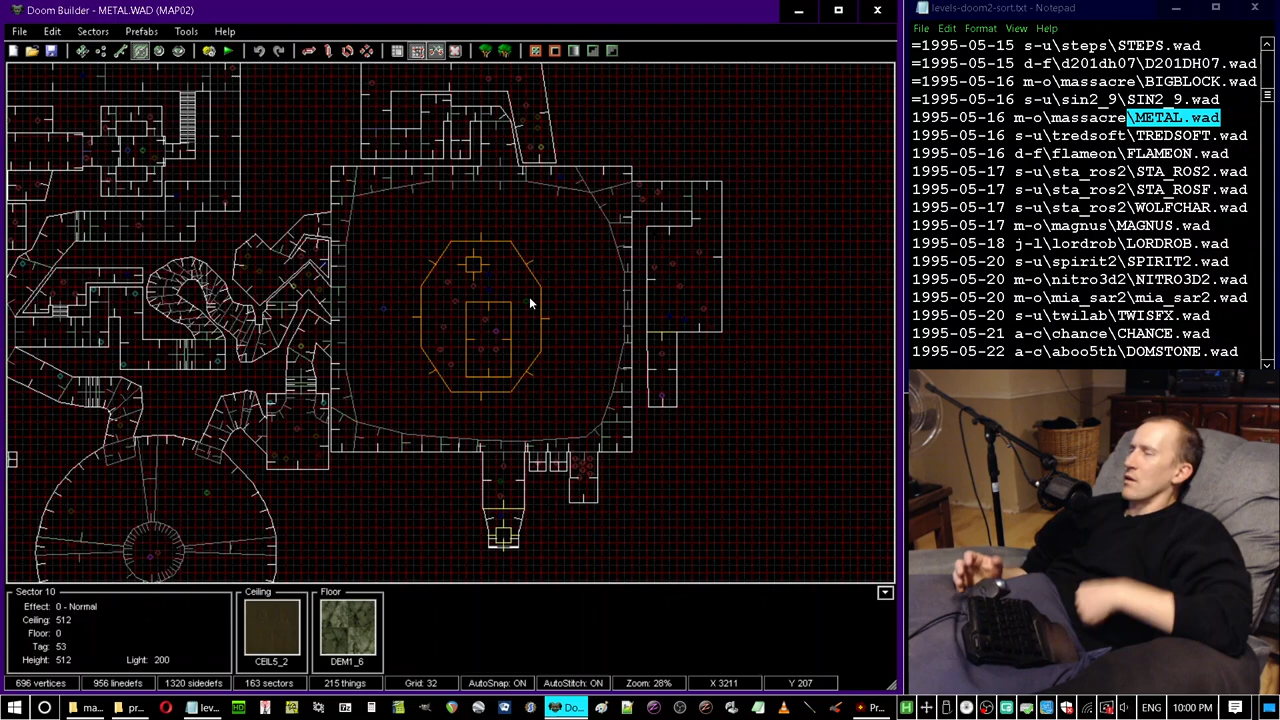 Doom Builder - METAL.WAD (MAP02)
File Edit Sectors Prefabs Tools Help
Sector 10
Effect: 0 - Normal
Ceiling: 512
Floor: 0
Tag: 53
Height: 512 Light: 200
Ceiling
CEIL5_2
Floor
DEM1_6
696 vertices 956 linedefs 1320 sidedefs 163 sectors 215 things Grid: 32 AutoSnap: ON AutoStitch: ON Zoom: 28% X 3211 Y 207
levels-doom2-sort.txt - Notepad
File Edit Format View Help
=1995-05-15 s-u\steps\STEPS.wad
=1995-05-15 d-f\d201dh07\D201DH07.wad
=1995-05-16 m-o\massacre\BIGBLOCK.wad
=1995-05-16 s-u\sin2_9\SIN2_9.wad
1995-05-16 m-o\massacre\METAL.wad
1995-05-16 s-u\tredsoft\TREDSOFT.wad
1995-05-16 d-f\flameon\FLAMEON.wad
1995-05-17 s-u\sta_ros2\STA_ROS2.wad
1995-05-17 s-u\sta_ros2\STA_ROSF.wad
1995-05-17 s-u\sta_ros2\WOLFCHAR.wad
1995-05-17 m-o\magnus\MAGNUS.wad
1995-05-18 j-l\lordrob\LORDROB.wad
1995-05-20 s-u\spirit2\SPIRIT2.wad
1995-05-20 m-o\nitro3d2\NITRO3D2.wad
1995-05-20 m-o\mia_sar2\mia_sar2.wad
1995-05-20 s-u\twilab\TWISFX.wad
1995-05-21 a-c\chance\CHANCE.wad
1995-05-22 a-c\aboo5th\DOMSTONE.wad
ma... pr... lev... Do... Pr... ENG 10:00 PM